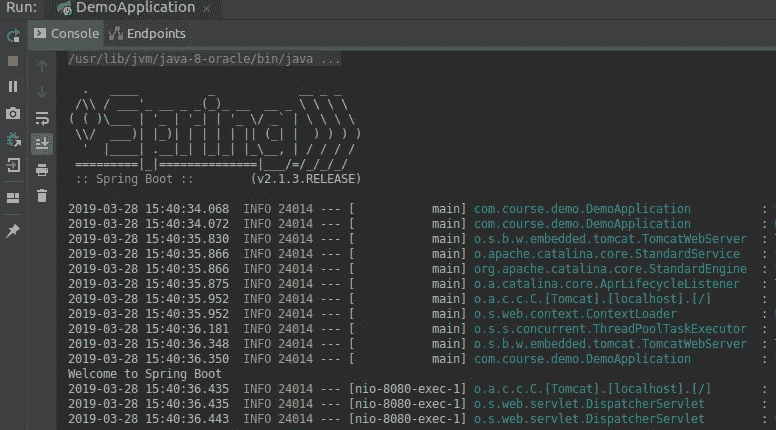 Run: DemoApplication ×
Console Endpoints
/usr/lib/jvm/java-8-oracle/bin/java ...
  .   ____          _            __ _ _
 /\\ / ___'_ __ _ _(_)_ __  __ _ \ \ \ \
( ( )\___ | '_ | '_| | '_ \/ _` | \ \ \ \
 \\/  ___)| |_)| | | | | || (_| |  ) ) ) )
  '  |____| .__|_| |_|_| |_\__, | / / / /
 =========|_|==============|___/=/_/_/_/
 :: Spring Boot ::        (v2.1.3.RELEASE)
2019-03-28 15:40:34.068  INFO 24014 --- [           main] com.course.demo.DemoApplication          :
2019-03-28 15:40:34.072  INFO 24014 --- [           main] com.course.demo.DemoApplication          :
2019-03-28 15:40:35.830  INFO 24014 --- [           main] o.s.b.w.embedded.tomcat.TomcatWebServer  :
2019-03-28 15:40:35.866  INFO 24014 --- [           main] o.apache.catalina.core.StandardService   :
2019-03-28 15:40:35.866  INFO 24014 --- [           main] org.apache.catalina.core.StandardEngine  :
2019-03-28 15:40:35.875  INFO 24014 --- [           main] o.a.catalina.core.AprLifecycleListener   :
2019-03-28 15:40:35.952  INFO 24014 --- [           main] o.a.c.c.C.[Tomcat].[localhost].[/]       :
2019-03-28 15:40:35.952  INFO 24014 --- [           main] o.s.web.context.ContextLoader            :
2019-03-28 15:40:36.181  INFO 24014 --- [           main] o.s.s.concurrent.ThreadPoolTaskExecutor  :
2019-03-28 15:40:36.348  INFO 24014 --- [           main] o.s.b.w.embedded.tomcat.TomcatWebServer  :
2019-03-28 15:40:36.350  INFO 24014 --- [           main] com.course.demo.DemoApplication          :
Welcome to Spring Boot
2019-03-28 15:40:36.435  INFO 24014 --- [nio-8080-exec-1] o.a.c.c.C.[Tomcat].[localhost].[/]       :
2019-03-28 15:40:36.435  INFO 24014 --- [nio-8080-exec-1] o.s.web.servlet.DispatcherServlet        :
2019-03-28 15:40:36.443  INFO 24014 --- [nio-8080-exec-1] o.s.web.servlet.DispatcherServlet        :